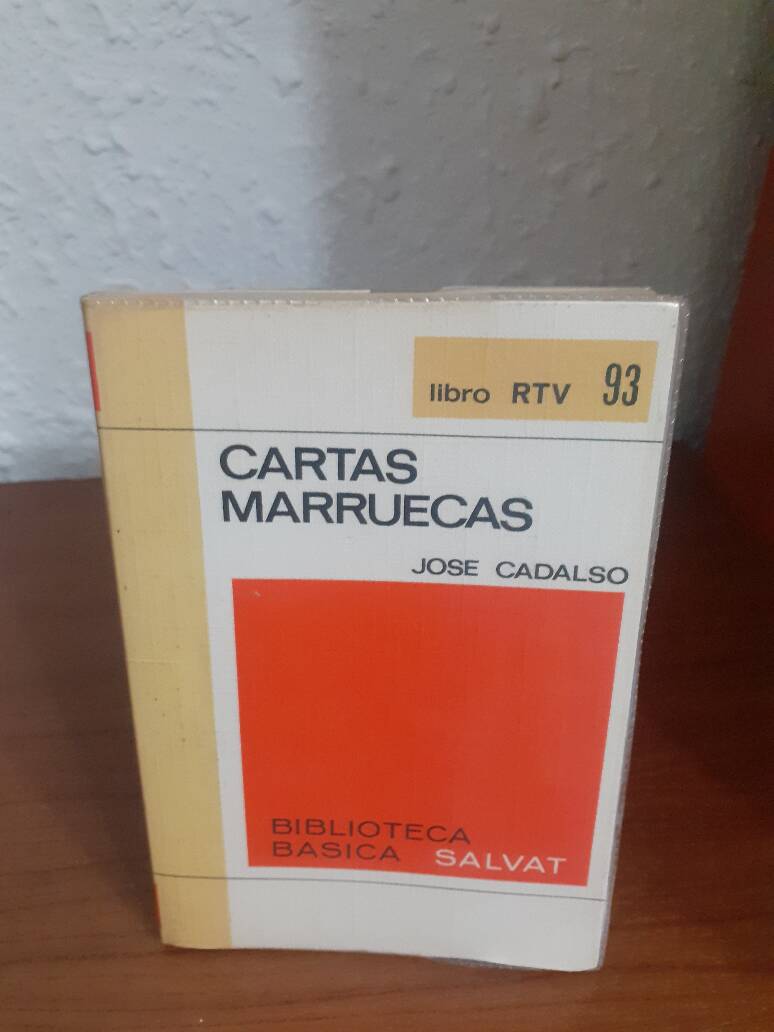 libro RTV 93
CARTAS
MARRUECAS
JOSE CADALSO
BIBLIOTECA
BASICA SALVAT